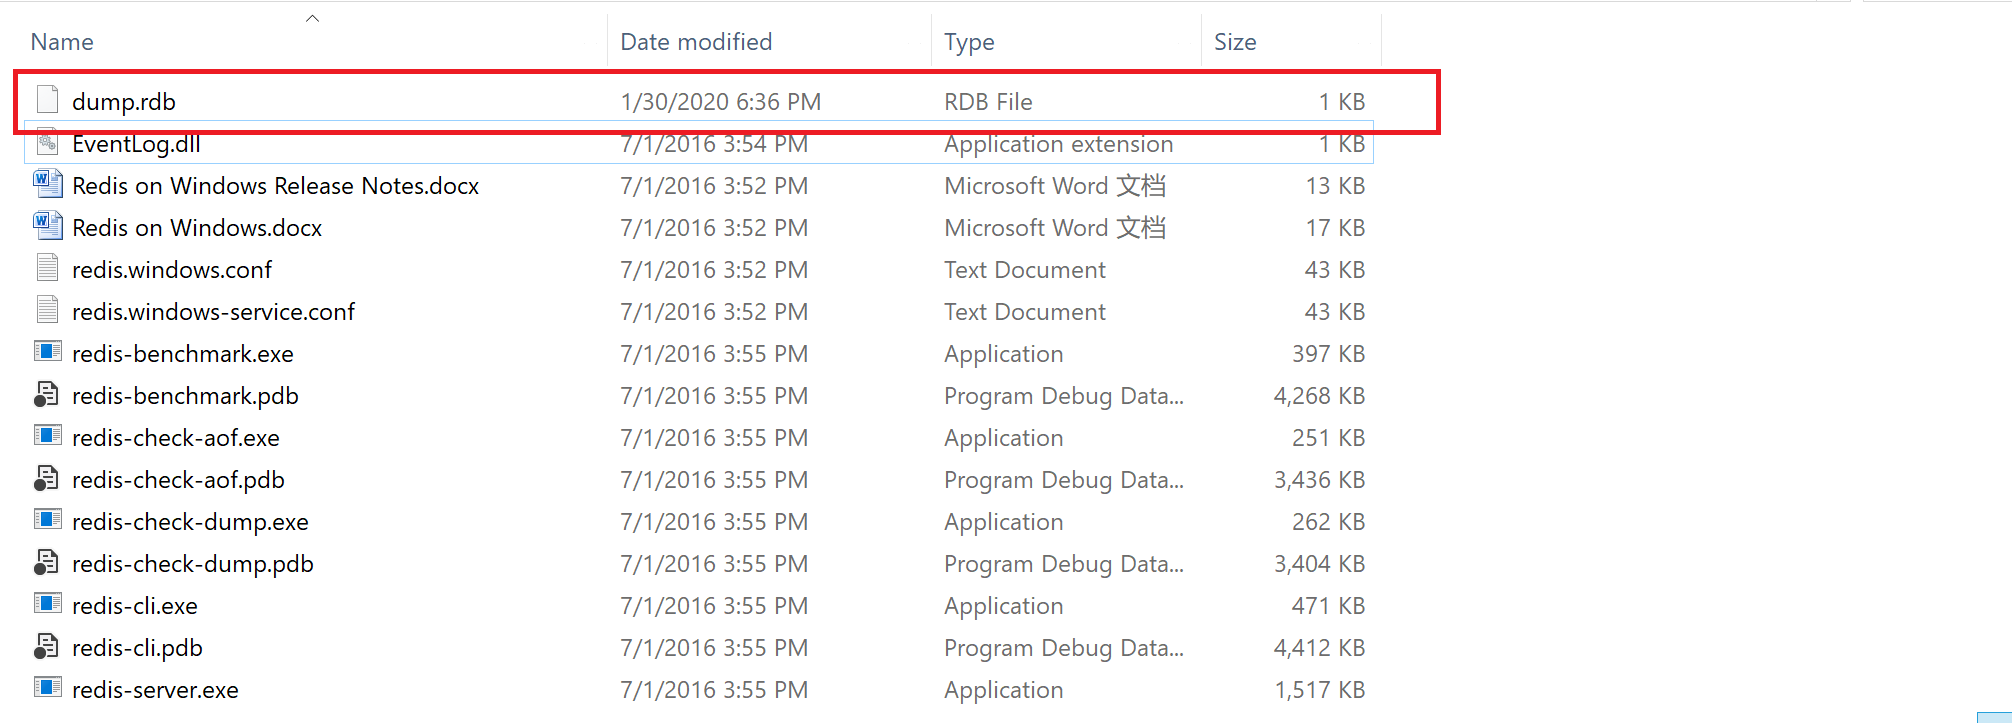 Name Date modified Type Size
dump.rdb 1/30/2020 6:36 PM RDB File 1 KB
EventLog.dll 7/1/2016 3:54 PM Application extension 1 KB
Redis on Windows Release Notes.docx 7/1/2016 3:52 PM Microsoft Word 文档 13 KB
Redis on Windows.docx 7/1/2016 3:52 PM Microsoft Word 文档 17 KB
redis.windows.conf 7/1/2016 3:52 PM Text Document 43 KB
redis.windows-service.conf 7/1/2016 3:52 PM Text Document 43 KB
redis-benchmark.exe 7/1/2016 3:55 PM Application 397 KB
redis-benchmark.pdb 7/1/2016 3:55 PM Program Debug Data... 4,268 KB
redis-check-aof.exe 7/1/2016 3:55 PM Application 251 KB
redis-check-aof.pdb 7/1/2016 3:55 PM Program Debug Data... 3,436 KB
redis-check-dump.exe 7/1/2016 3:55 PM Application 262 KB
redis-check-dump.pdb 7/1/2016 3:55 PM Program Debug Data... 3,404 KB
redis-cli.exe 7/1/2016 3:55 PM Application 471 KB
redis-cli.pdb 7/1/2016 3:55 PM Program Debug Data... 4,412 KB
redis-server.exe 7/1/2016 3:55 PM Application 1,517 KB